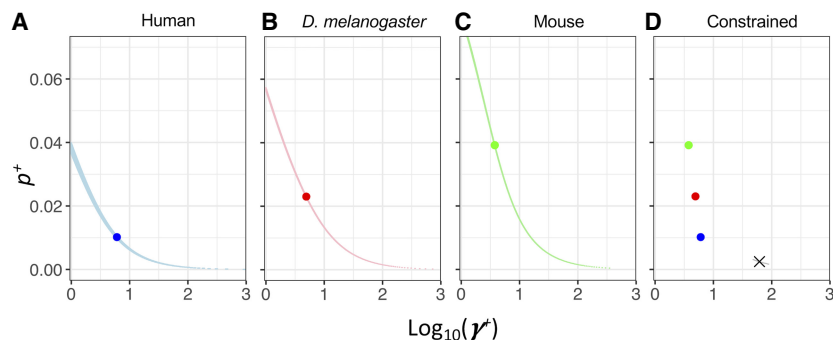 A Human
B D. melanogaster
C Mouse
D Constrained
0.06
0.04
0.02
0.00
p⁺
0 1 2 3
0 1 2 3
0 1 2 3
0 1 2 3
Log₁₀(γ⁺)